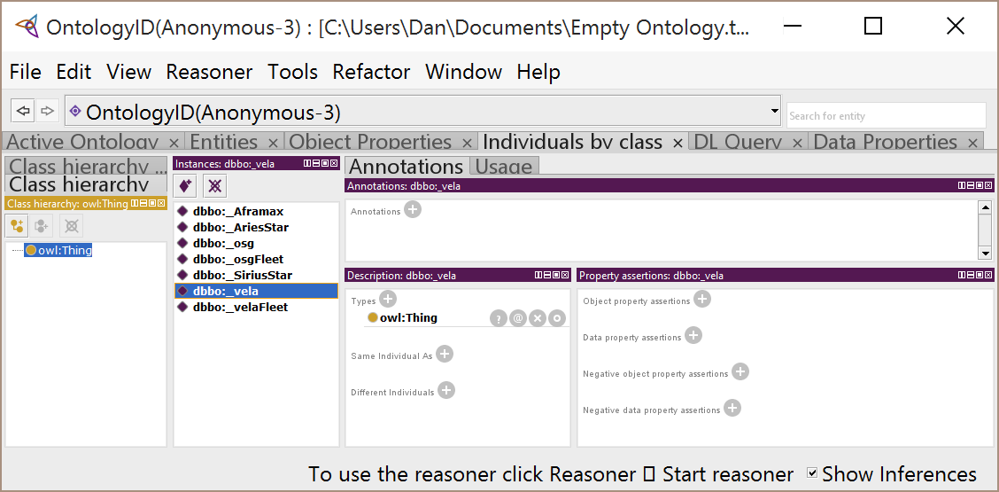 OntologyID(Anonymous-3) : [C:\Users\Dan\Documents\Empty Ontology.t...
File Edit View Reasoner Tools Refactor Window Help
OntologyID(Anonymous-3)
Search for entity
Active Ontology × Entities × Object Properties × Individuals by class × DL Query × Data Properties ×
Class hierarchy ...
Class hierarchy
Class hierarchy: owl:Thing
owl:Thing
Instances: dbbo:_vela
dbbo:_Aframax
dbbo:_AriesStar
dbbo:_osg
dbbo:_osgFleet
dbbo:_SiriusStar
dbbo:_vela
dbbo:_velaFleet
Annotations Usage
Annotations: dbbo:_vela
Annotations
Description: dbbo:_vela
Types
owl:Thing
Same Individual As
Different Individuals
Property assertions: dbbo:_vela
Object property assertions
Data property assertions
Negative object property assertions
Negative data property assertions
To use the reasoner click Reasoner ▯ Start reasoner Show Inferences